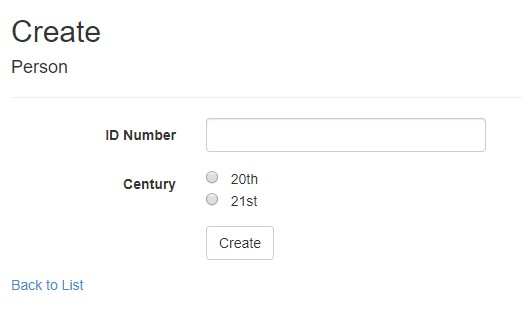 Create
Person
ID Number
Century
20th
21st
Create
Back to List